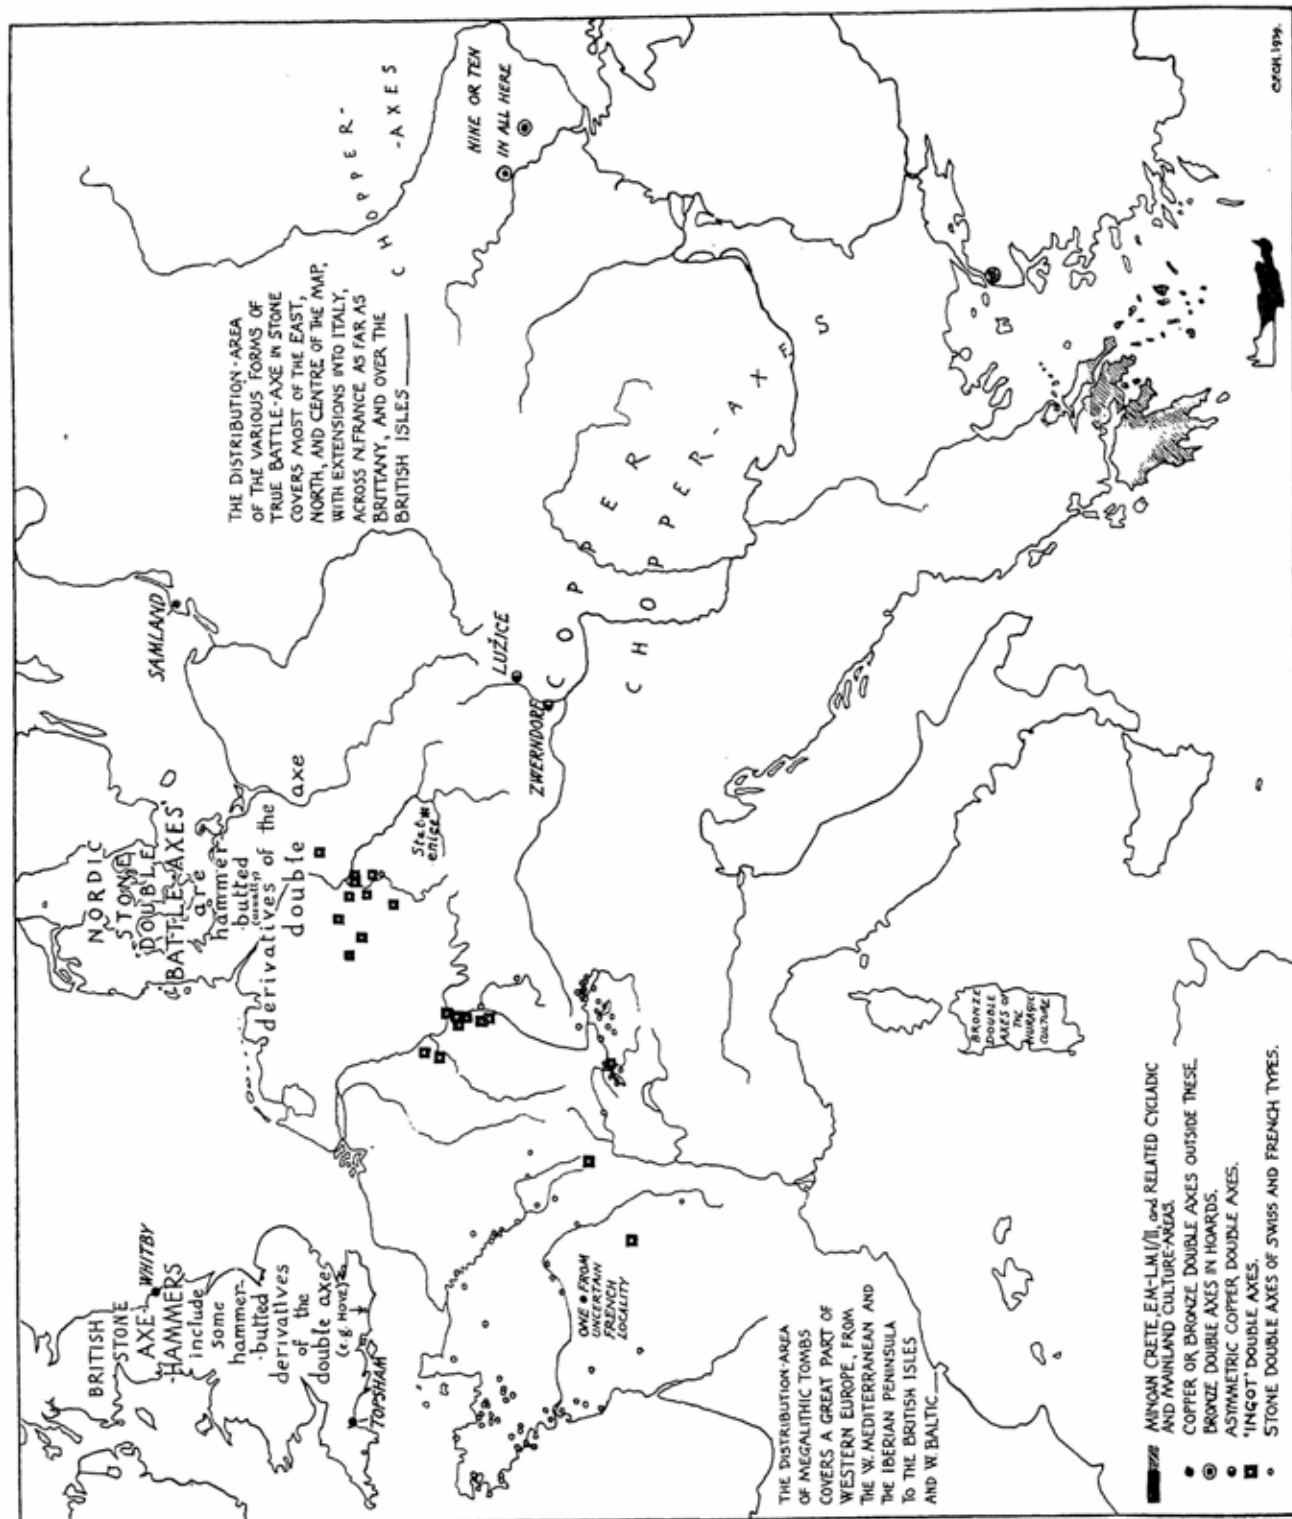 BRITISH
STONE
AXE-
-HAMMERS
include
some
hammer-
-butted
derivatives
of the
double axes
(e.g. HOVE)
WHITBY
TOPSHAM
NORDIC
STONE
"DOUBLE
BATTLE-AXES"
are
hammer-
-butted
(usually)
derivatives of the
double axe
SAMLAND
THE DISTRIBUTION-AREA
OF THE VARIOUS FORMS OF
TRUE BATTLE-AXE IN STONE
COVERS MOST OF THE EAST,
NORTH, AND CENTRE OF THE MAP,
WITH EXTENSIONS INTO ITALY,
ACROSS N.FRANCE AS FAR AS
BRITTANY, AND OVER THE
BRITISH ISLES
CHOPPER-
-AXES
NINE OR TEN
IN ALL HERE
Stat-
enice
LUŽICE
ZWERNDORF
COPPER
CHOPPER-AXES
ONE • FROM
UNCERTAIN
FRENCH
LOCALITY
THE DISTRIBUTION-AREA
OF MEGALITHIC TOMBS
COVERS A GREAT PART OF
WESTERN EUROPE, FROM
THE W. MEDITERRANEAN AND
THE IBERIAN PENINSULA
TO THE BRITISH ISLES
AND W. BALTIC
BRONZE
DOUBLE
AXES OF
THE
NURAGIC
CULTURE
MINOAN CRETE, EM-LM I/II, and RELATED CYCLADIC
AND MAINLAND CULTURE-AREAS.
COPPER OR BRONZE DOUBLE AXES OUTSIDE THESE.
BRONZE DOUBLE AXES IN HOARDS.
ASYMMETRIC COPPER DOUBLE AXES.
"INGOT" DOUBLE AXES.
STONE DOUBLE AXES OF SWISS AND FRENCH TYPES.